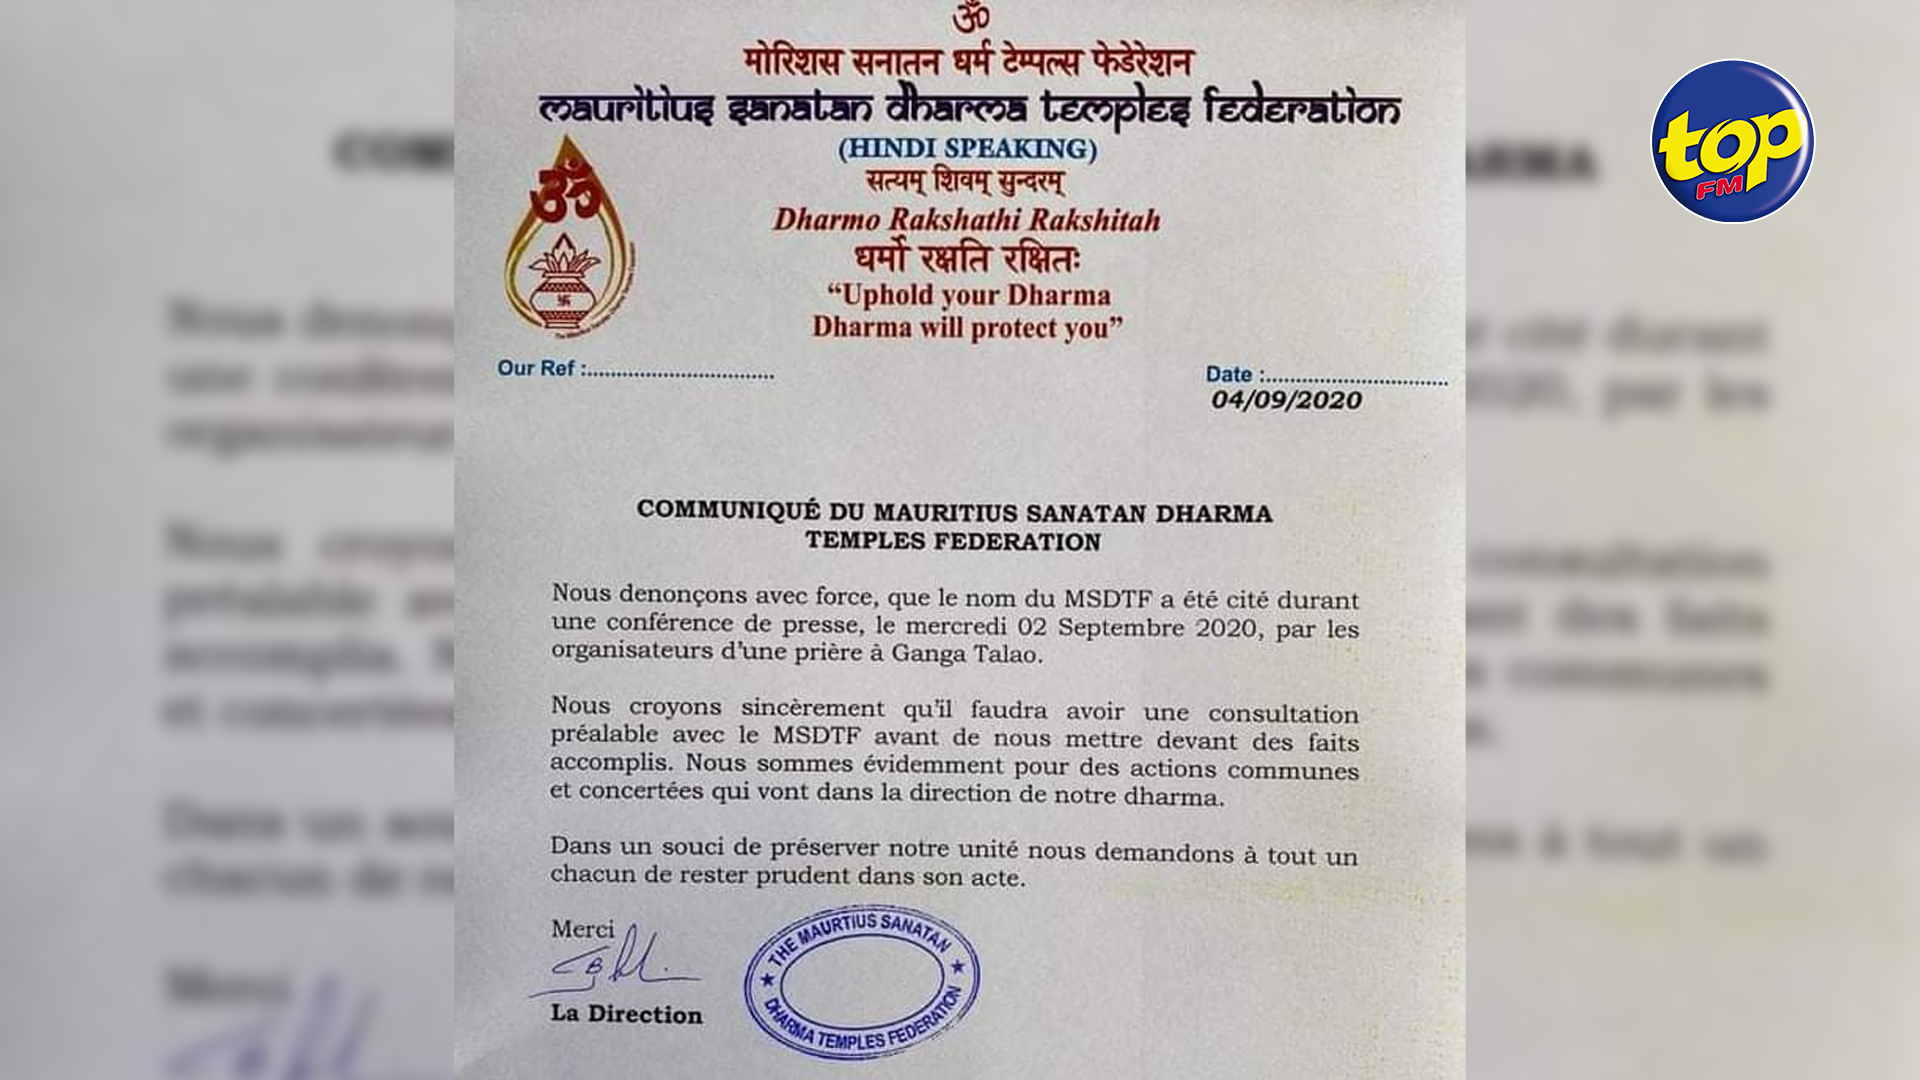 ॐ
मोरिशस सनातन धर्म टेम्पल्स फेडेरेशन
mauritius sanatan dharma temples federation
(HINDI SPEAKING)
सत्यम् शिवम् सुन्दरम्
Dharmo Rakshathi Rakshitah
धर्मो रक्षति रक्षितः
“Uphold your Dharma
Dharma will protect you”
ॐ
Our Ref :................................
Date :................................
04/09/2020
COMMUNIQUÉ DU MAURITIUS SANATAN DHARMA
TEMPLES FEDERATION
Nous denonçons avec force, que le nom du MSDTF a été cité durant
une conférence de presse, le mercredi 02 Septembre 2020, par les
organisateurs d’une prière à Ganga Talao.
Nous croyons sincèrement qu’il faudra avoir une consultation
préalable avec le MSDTF avant de nous mettre devant des faits
accomplis. Nous sommes évidemment pour des actions communes
et concertées qui vont dans la direction de notre dharma.
Dans un souci de préserver notre unité nous demandons à tout un
chacun de rester prudent dans son acte.
Merci
La Direction
THE MAURTIUS SANATAN
DHARMA TEMPLES FEDERATION
top
FM